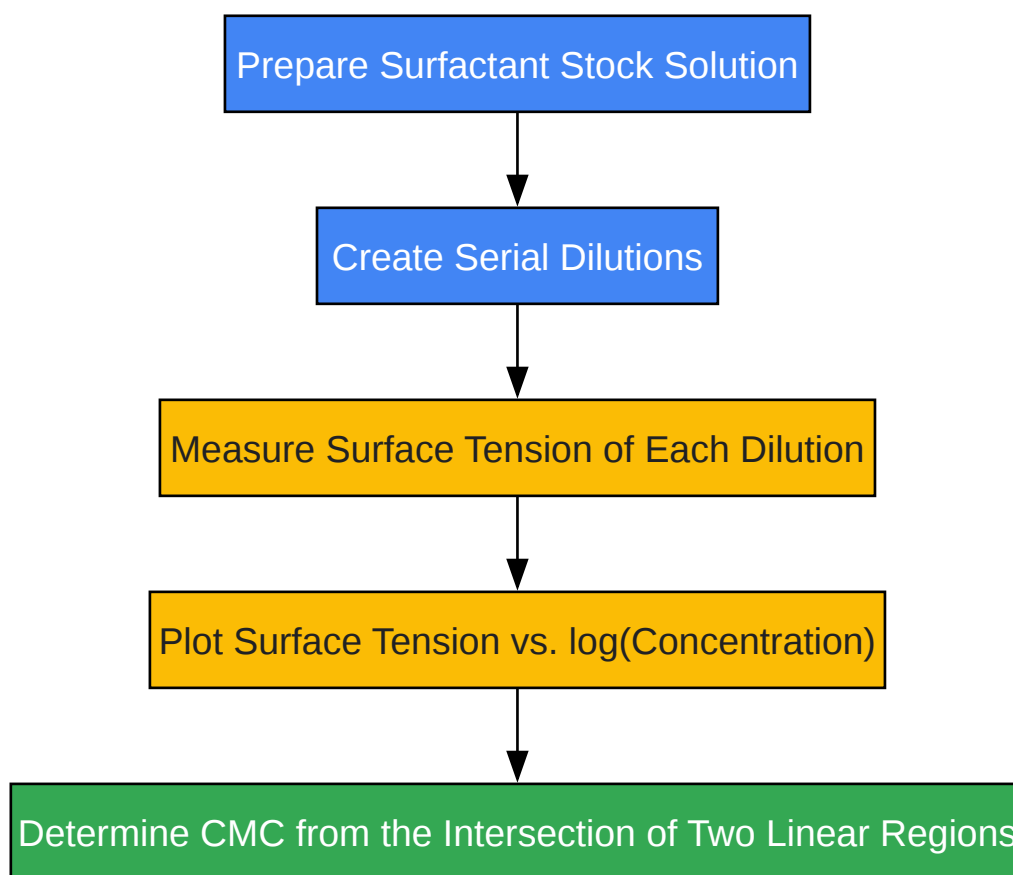 Prepare Surfactant Stock Solution
Create Serial Dilutions
Measure Surface Tension of Each Dilution
Plot Surface Tension vs. log(Concentration)
Determine CMC from the Intersection of Two Linear Regions